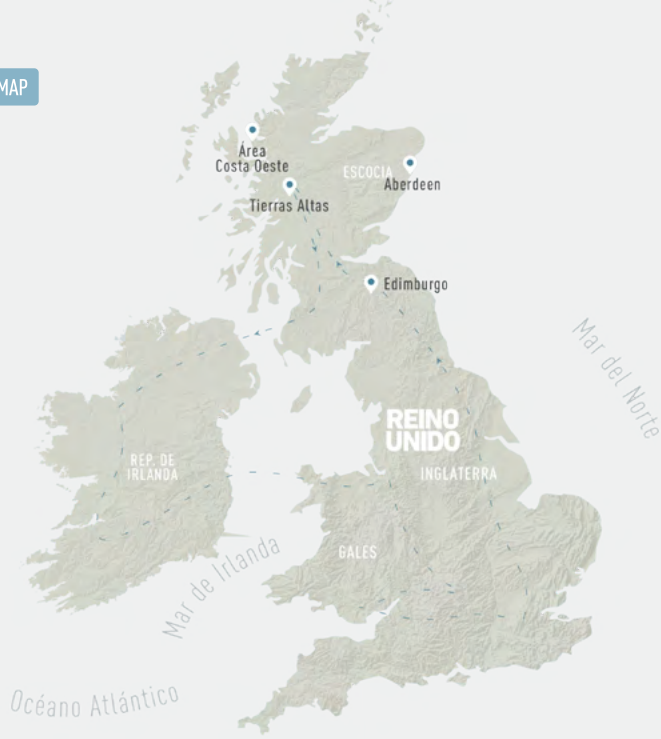 MAP
Área
Costa Oeste
ESCOCIA
Aberdeen
Tierras Altas
Edimburgo
Mar del Norte
REINO
UNIDO
REP. DE
IRLANDA
INGLATERRA
GALES
Mar de Irlanda
Océano Atlántico